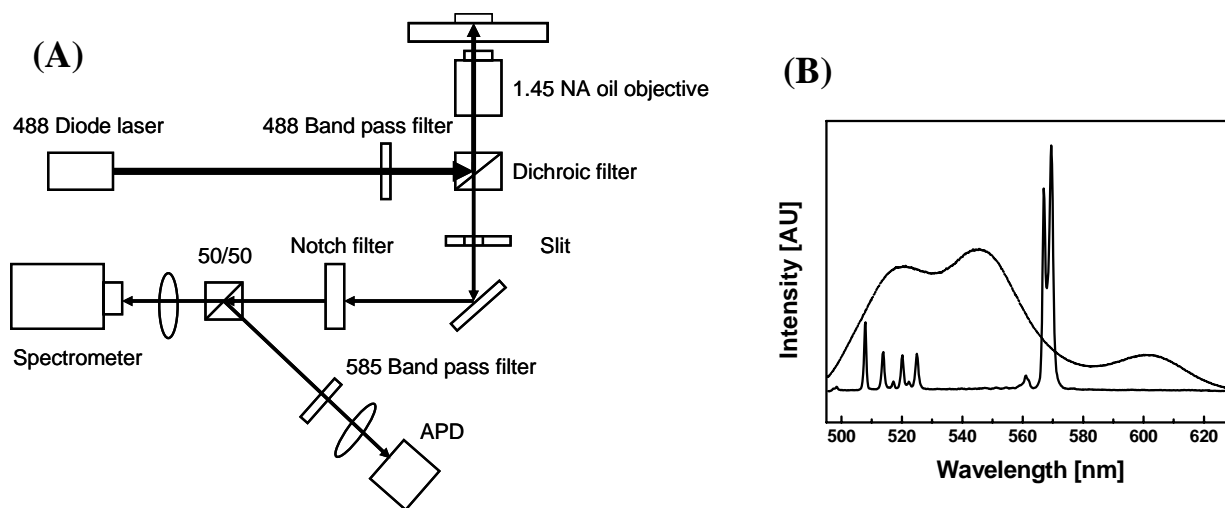 (A)
1.45 NA oil objective
488 Diode laser
488 Band pass filter
Dichroic filter
Slit
Notch filter
50/50
Spectrometer
585 Band pass filter
APD
(B)
Intensity [AU]
500 520 540 560 580 600 620
Wavelength [nm]